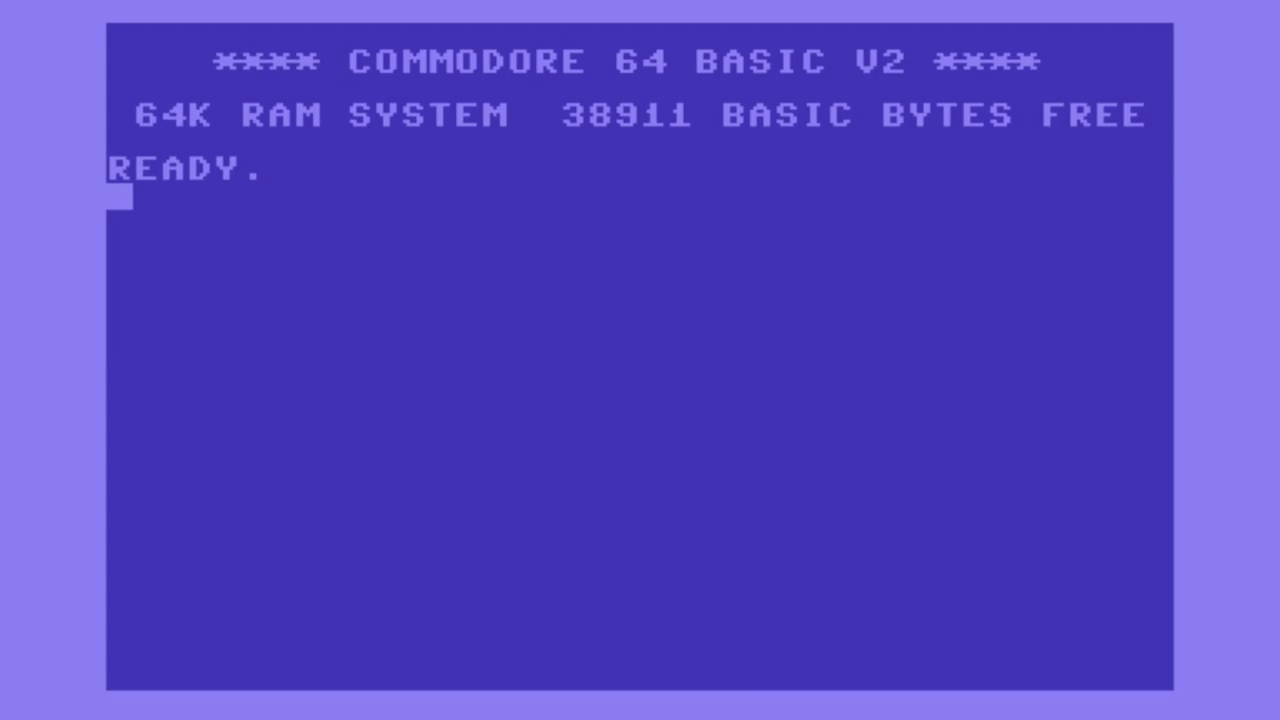 **** COMMODORE 64 BASIC V2 ****
64K RAM SYSTEM  38911 BASIC BYTES FREE
READY.